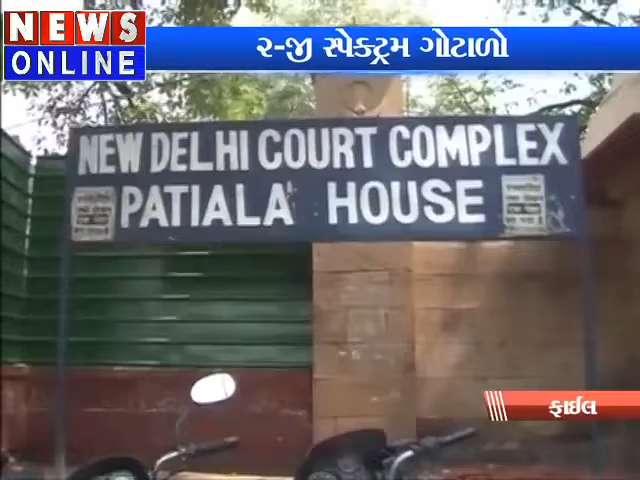 NEWS
ONLINE
૨-જી સ્પેક્ટ્રમ ગોટાળો
NEW DELHI COURT COMPLEX
PATIALA HOUSE
ફાઈલ